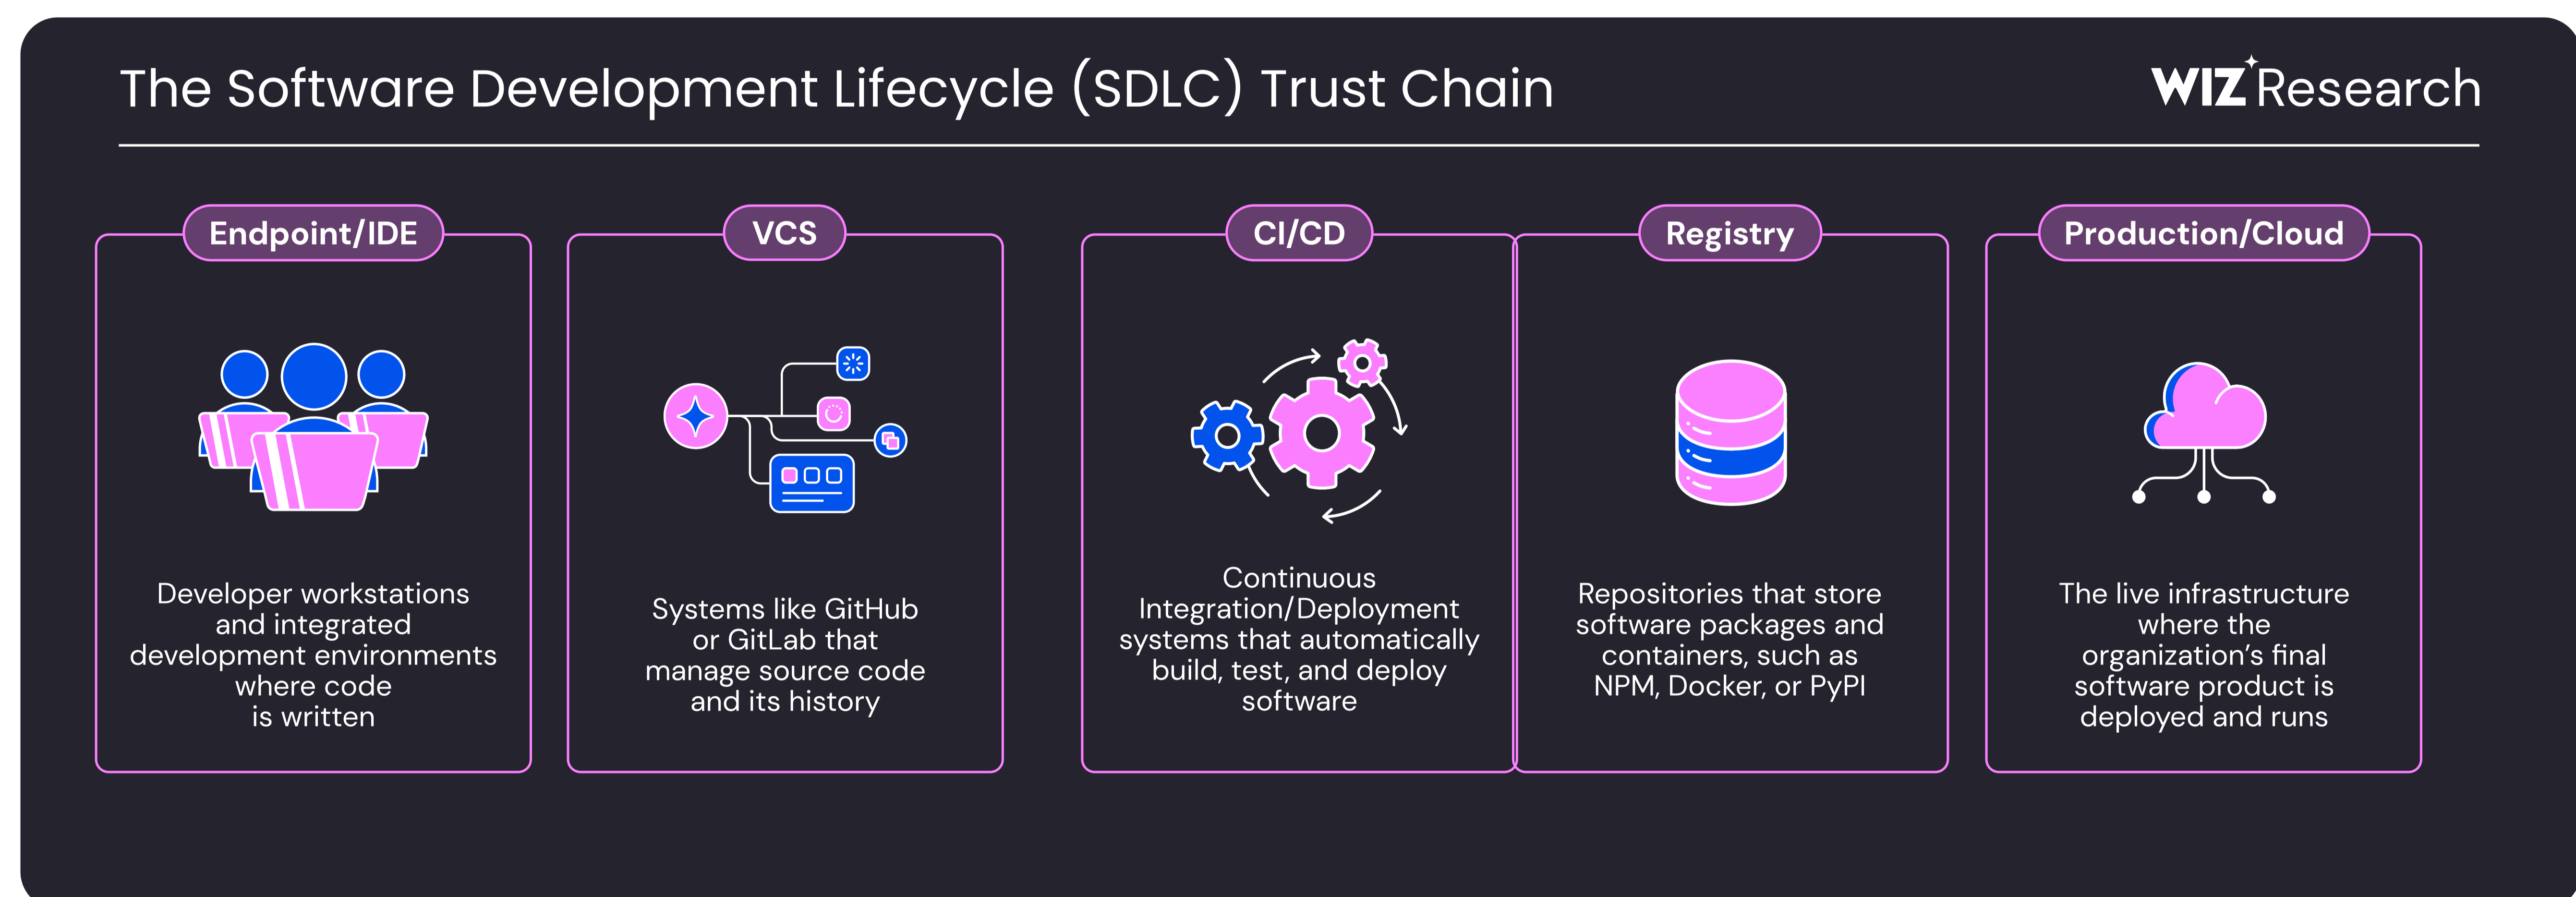 The Software Development Lifecycle (SDLC) Trust Chain
WIZ Research
Endpoint/IDE
Developer workstations
and integrated
development environments
where code
is written
VCS
Systems like GitHub
or GitLab that
manage source code
and its history
CI/CD
Continuous
Integration/Deployment
systems that automatically
build, test, and deploy
software
Registry
Repositories that store
software packages and
containers, such as
NPM, Docker, or PyPI
Production/Cloud
The live infrastructure
where the
organization’s final
software product is
deployed and runs